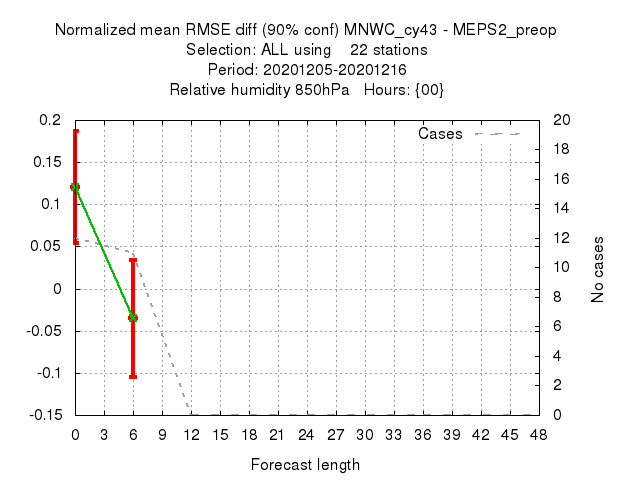 Normalized mean RMSE diff (90% conf) MNWC_cy43 - MEPS2_preop
Selection: ALL using    22 stations
Period: 20201205-20201216
Relative humidity 850hPa   Hours: {00}
0.2
0.15
0.1
0.05
0
-0.05
-0.1
-0.15
Cases
20
18
16
14
12
10
8
6
4
2
0
No cases
0 3 6 9 12 15 18 21 24 27 30 33 36 39 42 45 48
Forecast length